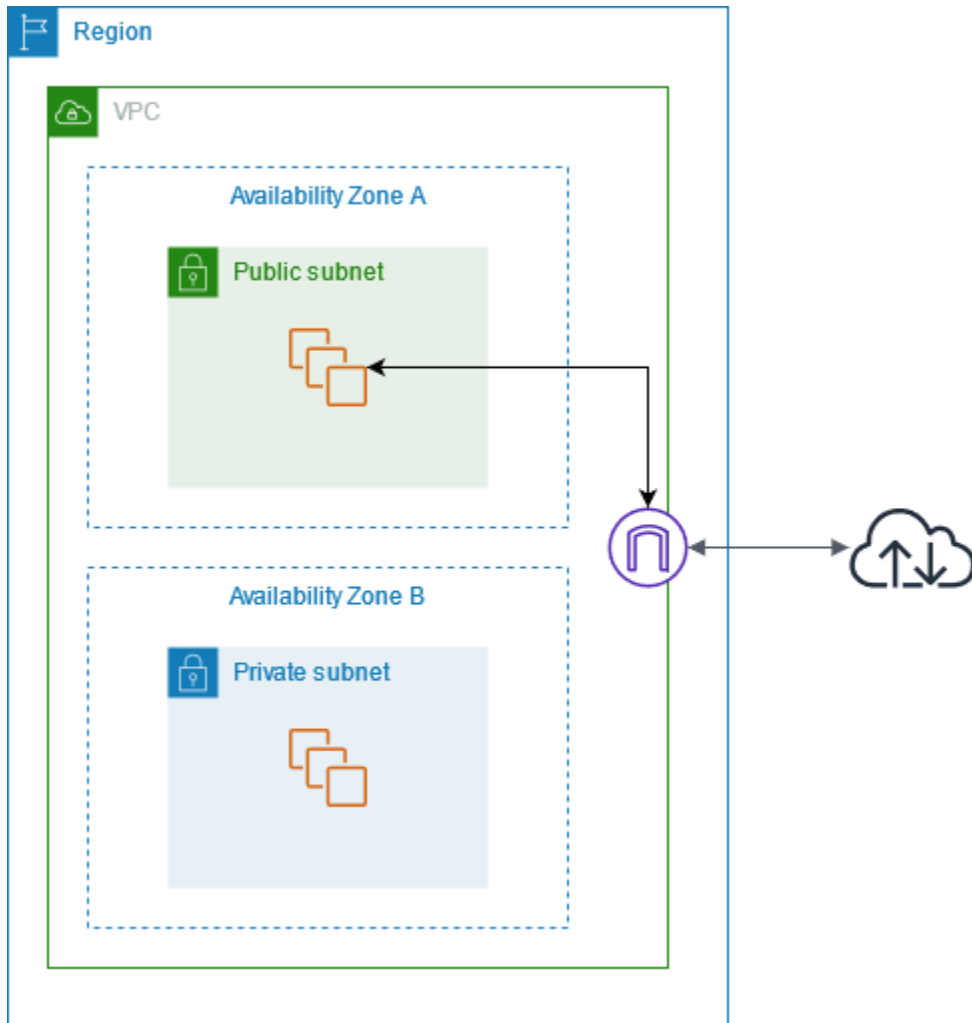 Region
VPC
Availability Zone A
Public subnet
Availability Zone B
Private subnet